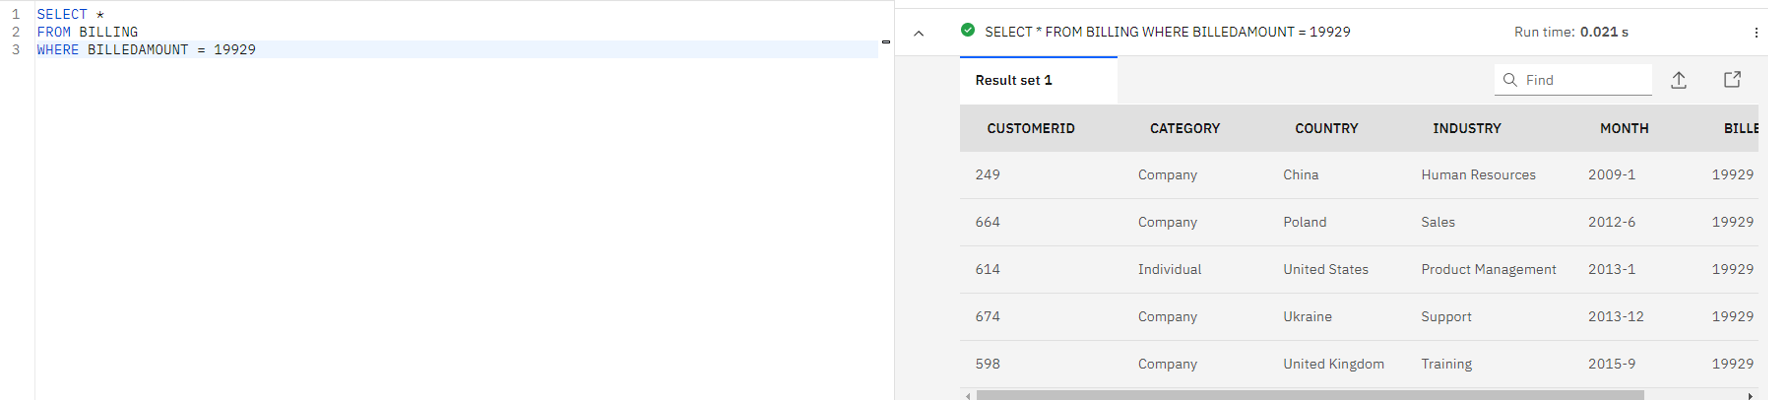 1 SELECT *
2 FROM BILLING
3 WHERE BILLEDAMOUNT = 19929
SELECT * FROM BILLING WHERE BILLEDAMOUNT = 19929 Run time: 0.021 s
Result set 1 Find
CUSTOMERID CATEGORY COUNTRY INDUSTRY MONTH BILLE
249 Company China Human Resources 2009-1 19929
664 Company Poland Sales 2012-6 19929
614 Individual United States Product Management 2013-1 19929
674 Company Ukraine Support 2013-12 19929
598 Company United Kingdom Training 2015-9 19929